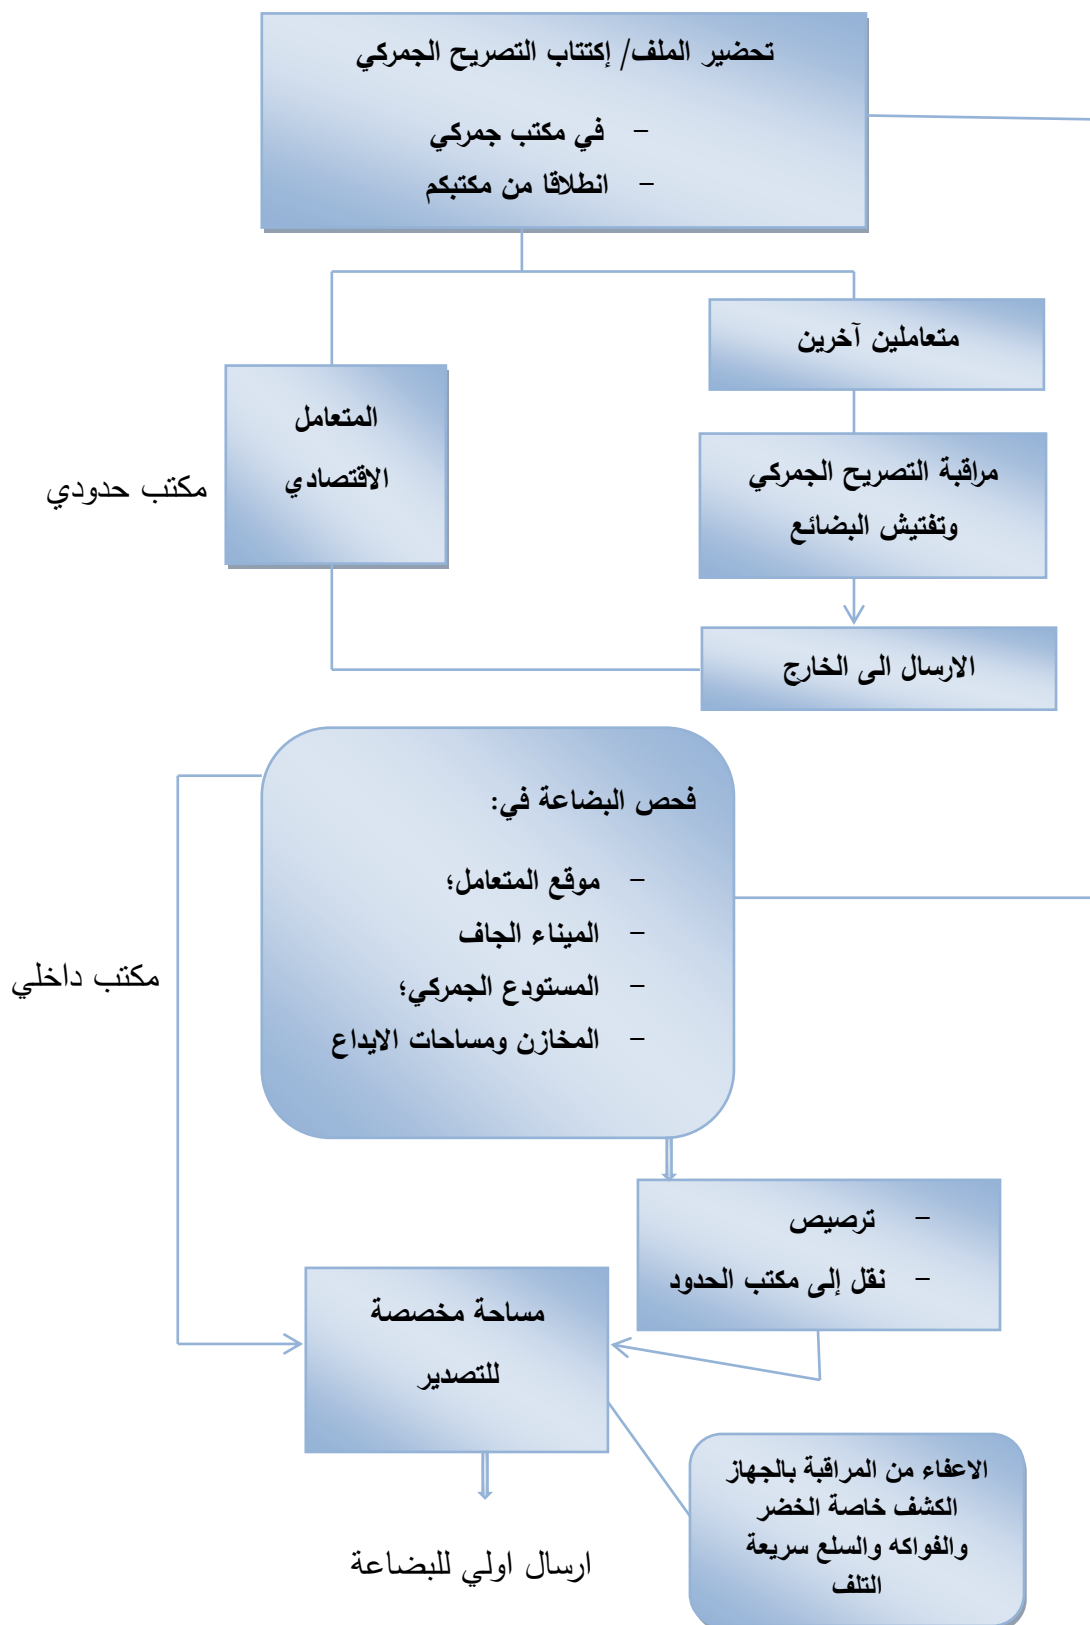 تحضير الملف/ إكتتاب التصريح الجمركي
- في مكتب جمركي
- انطلاقا من مكتبكم
متعاملين آخرين
المتعامل
الاقتصادي
مكتب حدودي
مراقبة التصريح الجمركي
وتفتيش البضائع
الارسال الى الخارج
فحص البضاعة في:
- موقع المتعامل؛
- الميناء الجاف
- المستودع الجمركي؛
- المخازن ومساحات الايداع
مكتب داخلي
- ترصيص
- نقل إلى مكتب الحدود
مساحة مخصصة
للتصدير
الاعفاء من المراقبة بالجهاز
الكشف خاصة الخضر
والفواكه والسلع سريعة
التلف
ارسال اولي للبضاعة